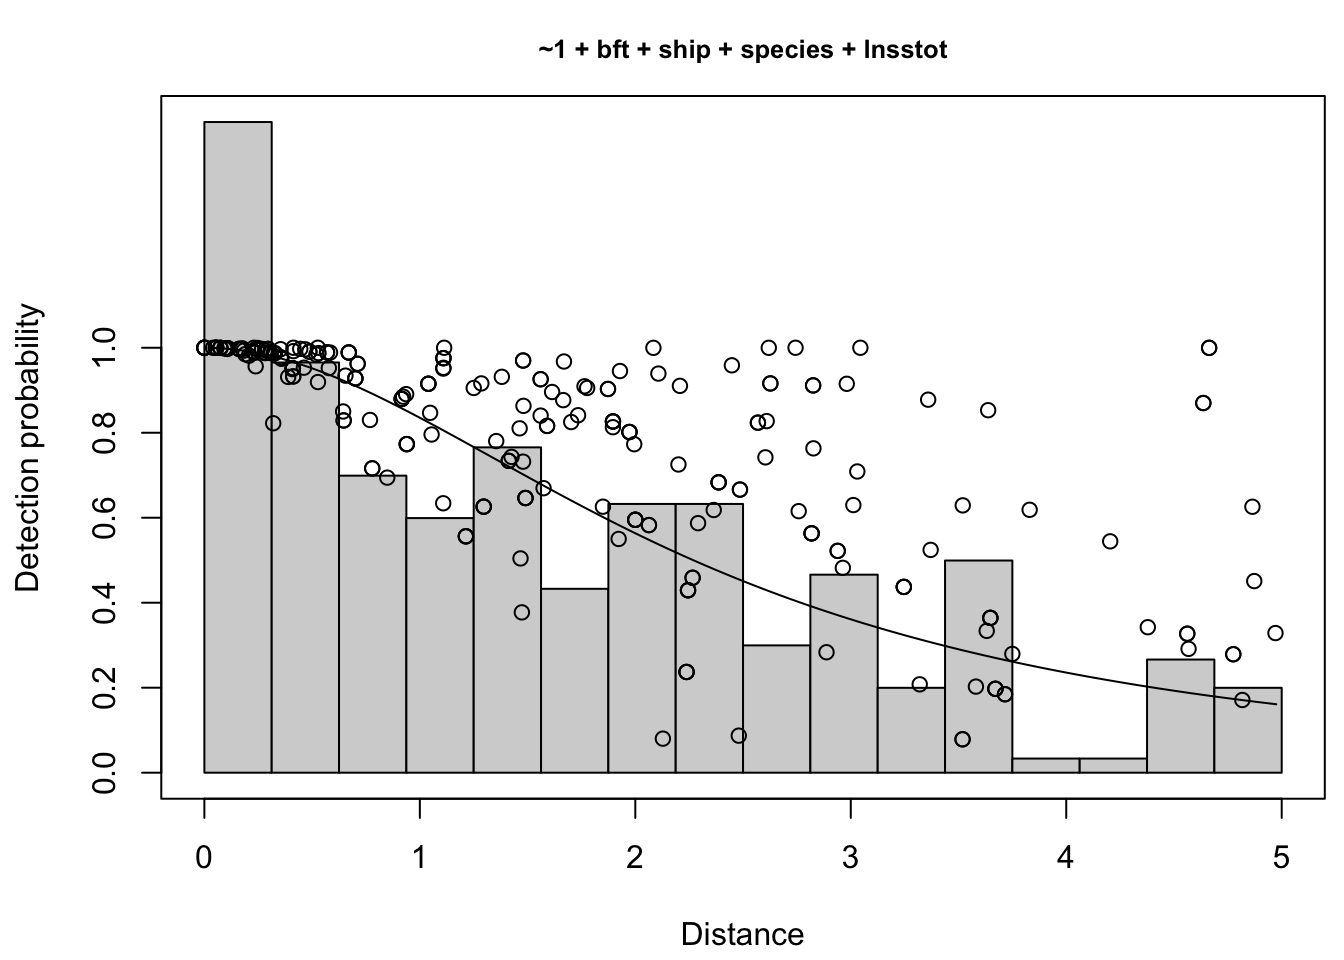 ~1 + bft + ship + species + lnsstot
Detection probability
1.0
0.8
0.6
0.4
0.2
0.0
0 1 2 3 4 5
Distance